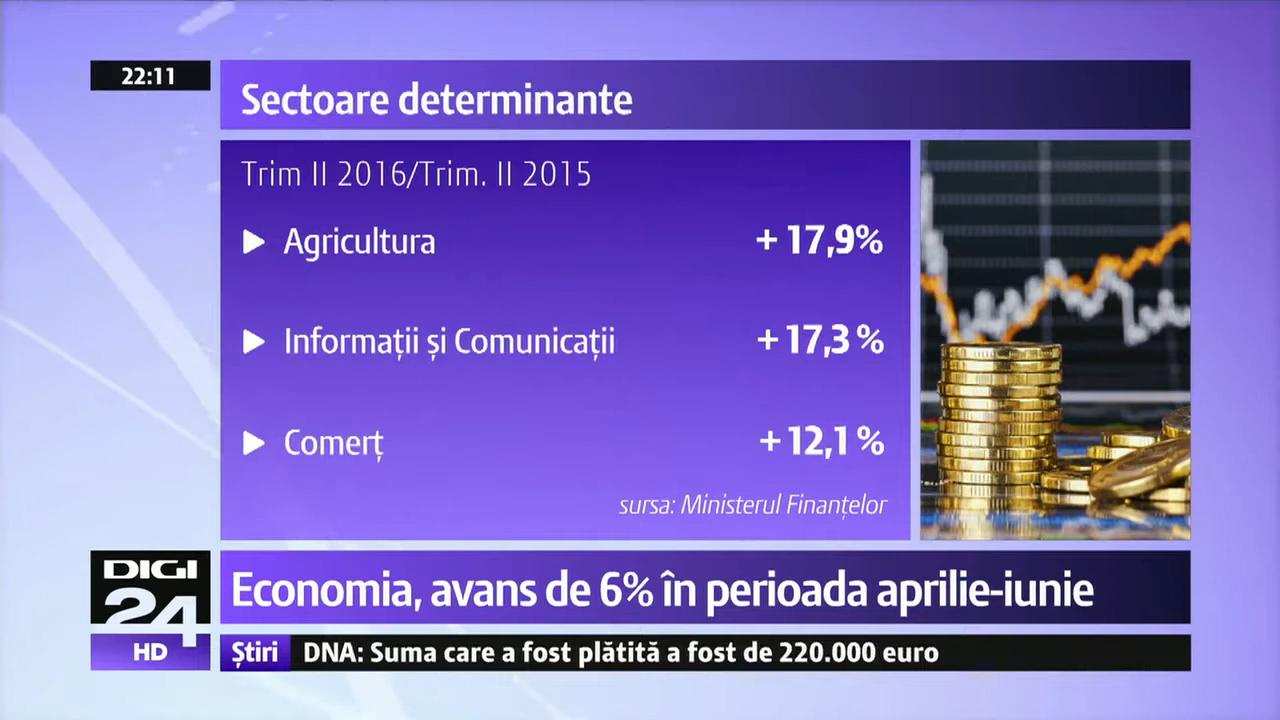 22:11
Sectoare determinante
Trim II 2016/Trim. II 2015
Agricultura + 17,9%
Informații și Comunicații + 17,3 %
Comerț + 12,1 %
sursa: Ministerul Finanțelor
DIGI
24
HD
Economia, avans de 6% în perioada aprilie-iunie
Știri DNA: Suma care a fost plătită a fost de 220.000 euro